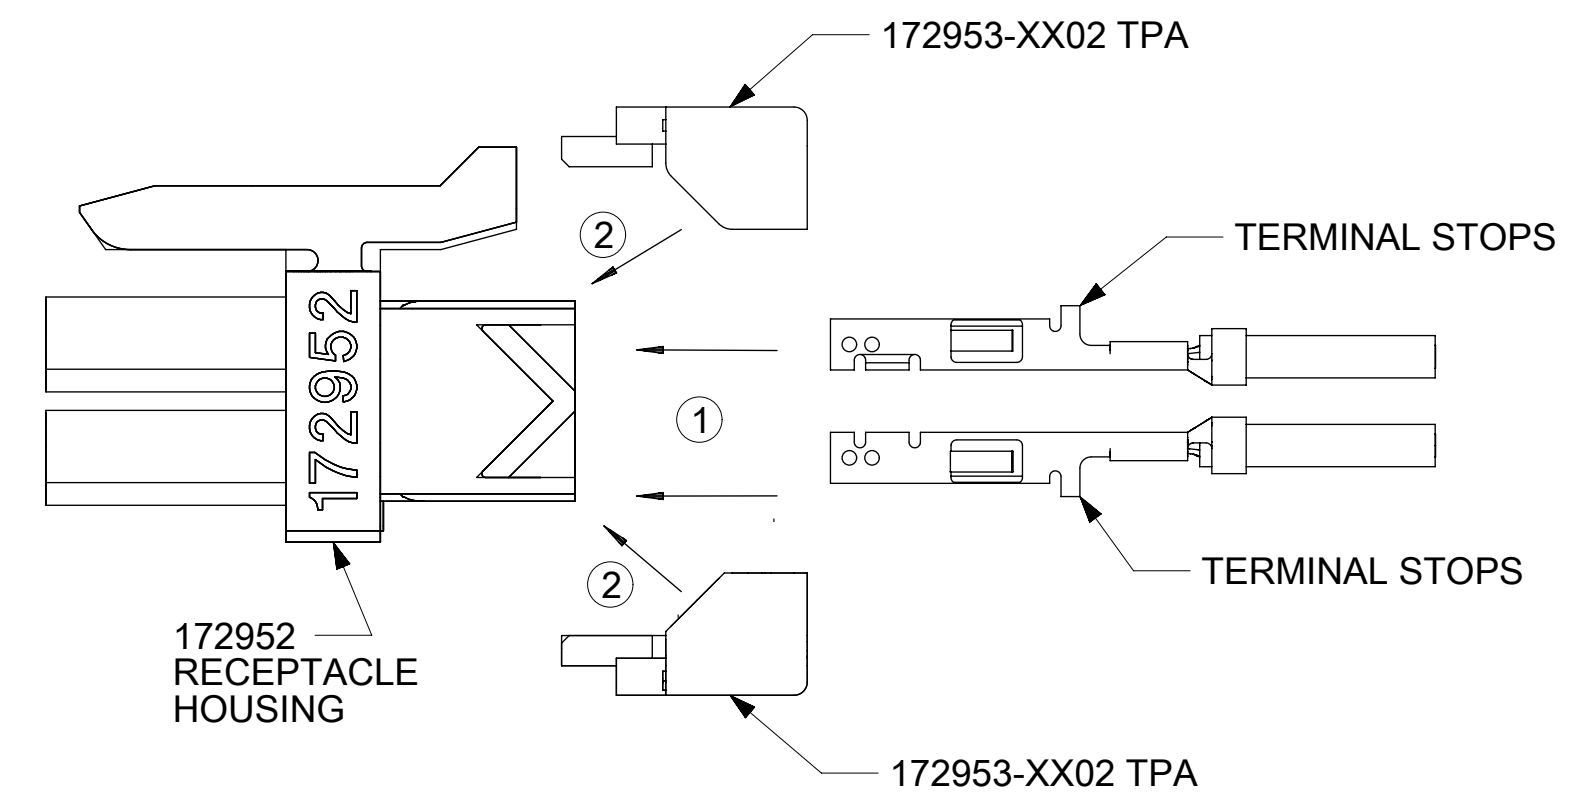 172953-XX02 TPA
2
TERMINAL STOPS
172952
1
2
TERMINAL STOPS
172952
RECEPTACLE
HOUSING
172953-XX02 TPA